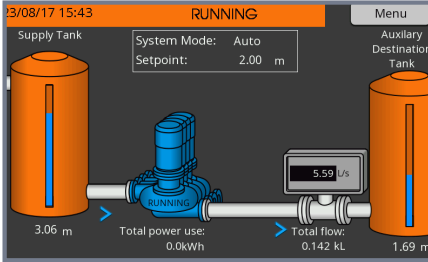 23/08/17 15:43
RUNNING
Menu
Supply Tank
System Mode: Auto
Setpoint: 2.00 m
Auxilary
Destination
Tank
5.59 L/s
RUNNING
3.06 m
Total power use:
0.0kWh
Total flow:
0.142 kL
1.69 m